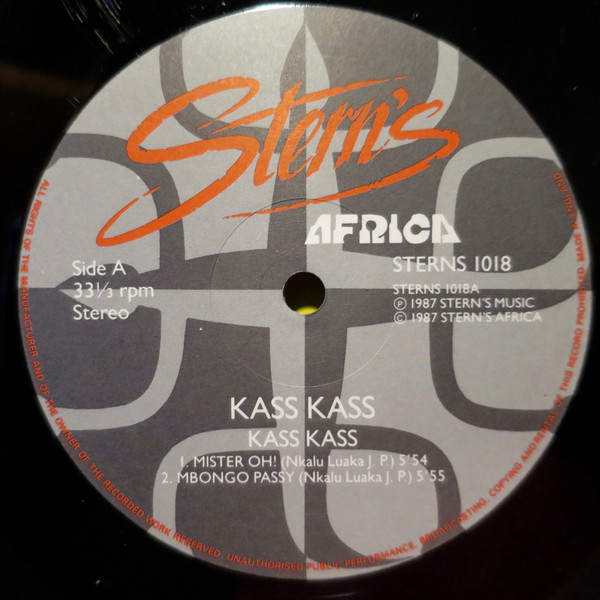 Stern's
AFRICA
Side A
33⅓ rpm
Stereo
STERNS 1018
STERNS 1018A
℗ 1987 STERN'S MUSIC
© 1987 STERN'S AFRICA
KASS KASS
KASS KASS
1. MISTER OH! (Nkalu Luaka J. P.) 5'54
2. MBONGO PASSY (Nkalu Luaka J. P.) 5'55
ALL RIGHTS OF THE MANUFACTURER AND OF THE OWNER OF THE RECORDED WORK RESERVED. UNAUTHORISED PUBLIC PERFORMANCE, BROADCASTING, COPYING AND RENTAL OF THIS RECORD PROHIBITED. MADE